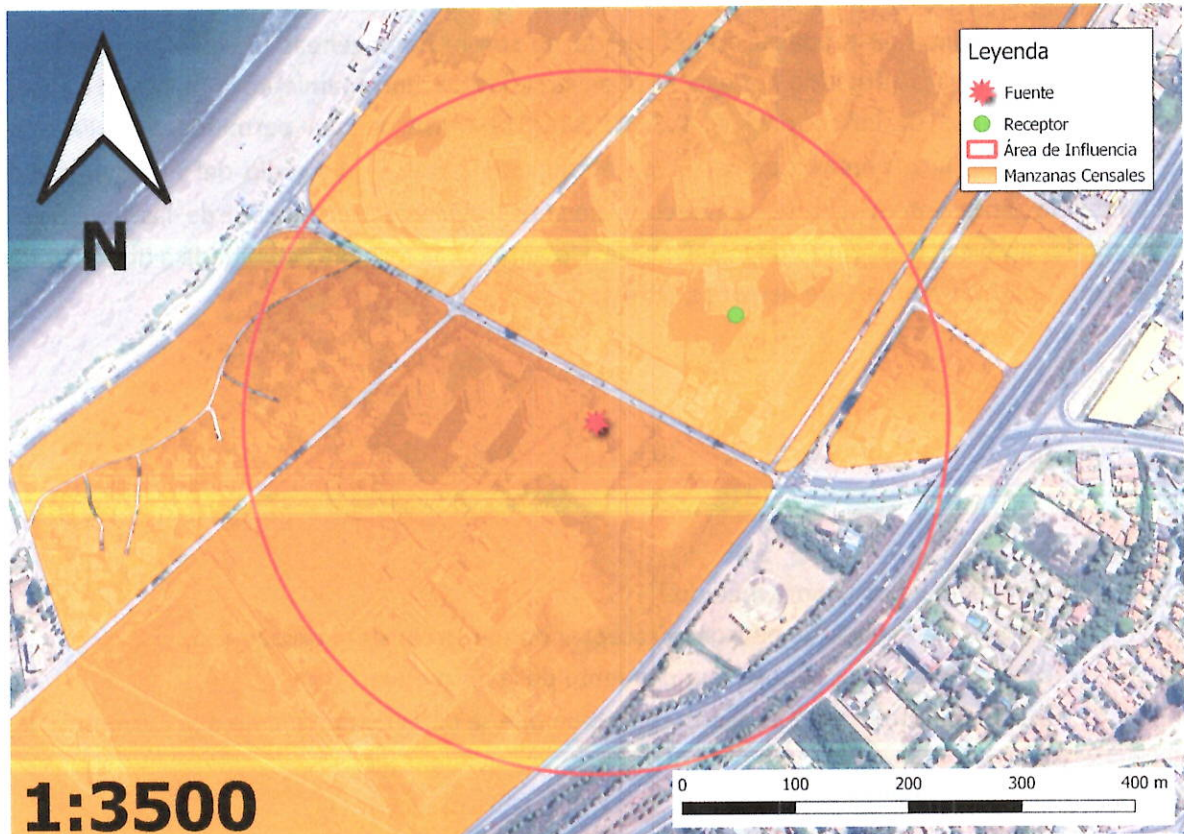 N
Leyenda
Fuente
Receptor
Área de Influencia
Manzanas Censales
1:3500
0 100 200 300 400 m